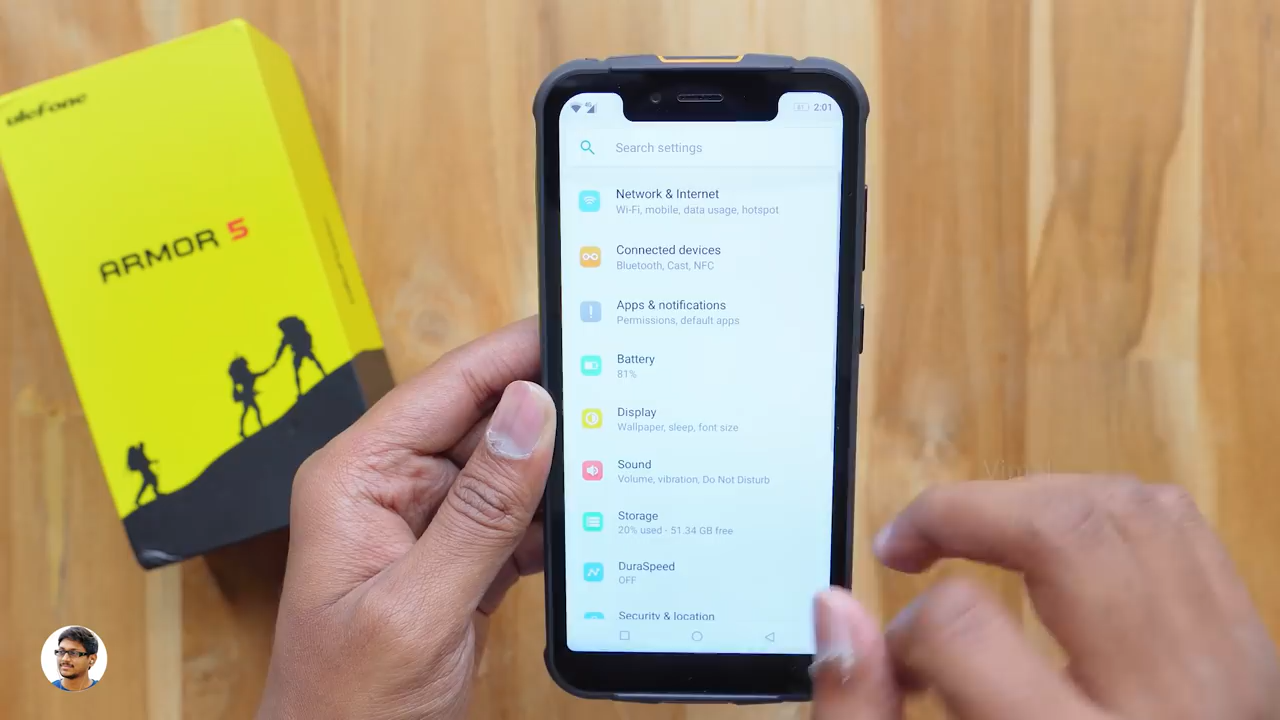 ulefone
ARMOR 5
2:01
Search settings
Network & Internet
Wi-Fi, mobile, data usage, hotspot
Connected devices
Bluetooth, Cast, NFC
Apps & notifications
Permissions, default apps
Battery
81%
Display
Wallpaper, sleep, font size
Sound
Volume, vibration, Do Not Disturb
Storage
20% used - 51.34 GB free
DuraSpeed
OFF
Security & location